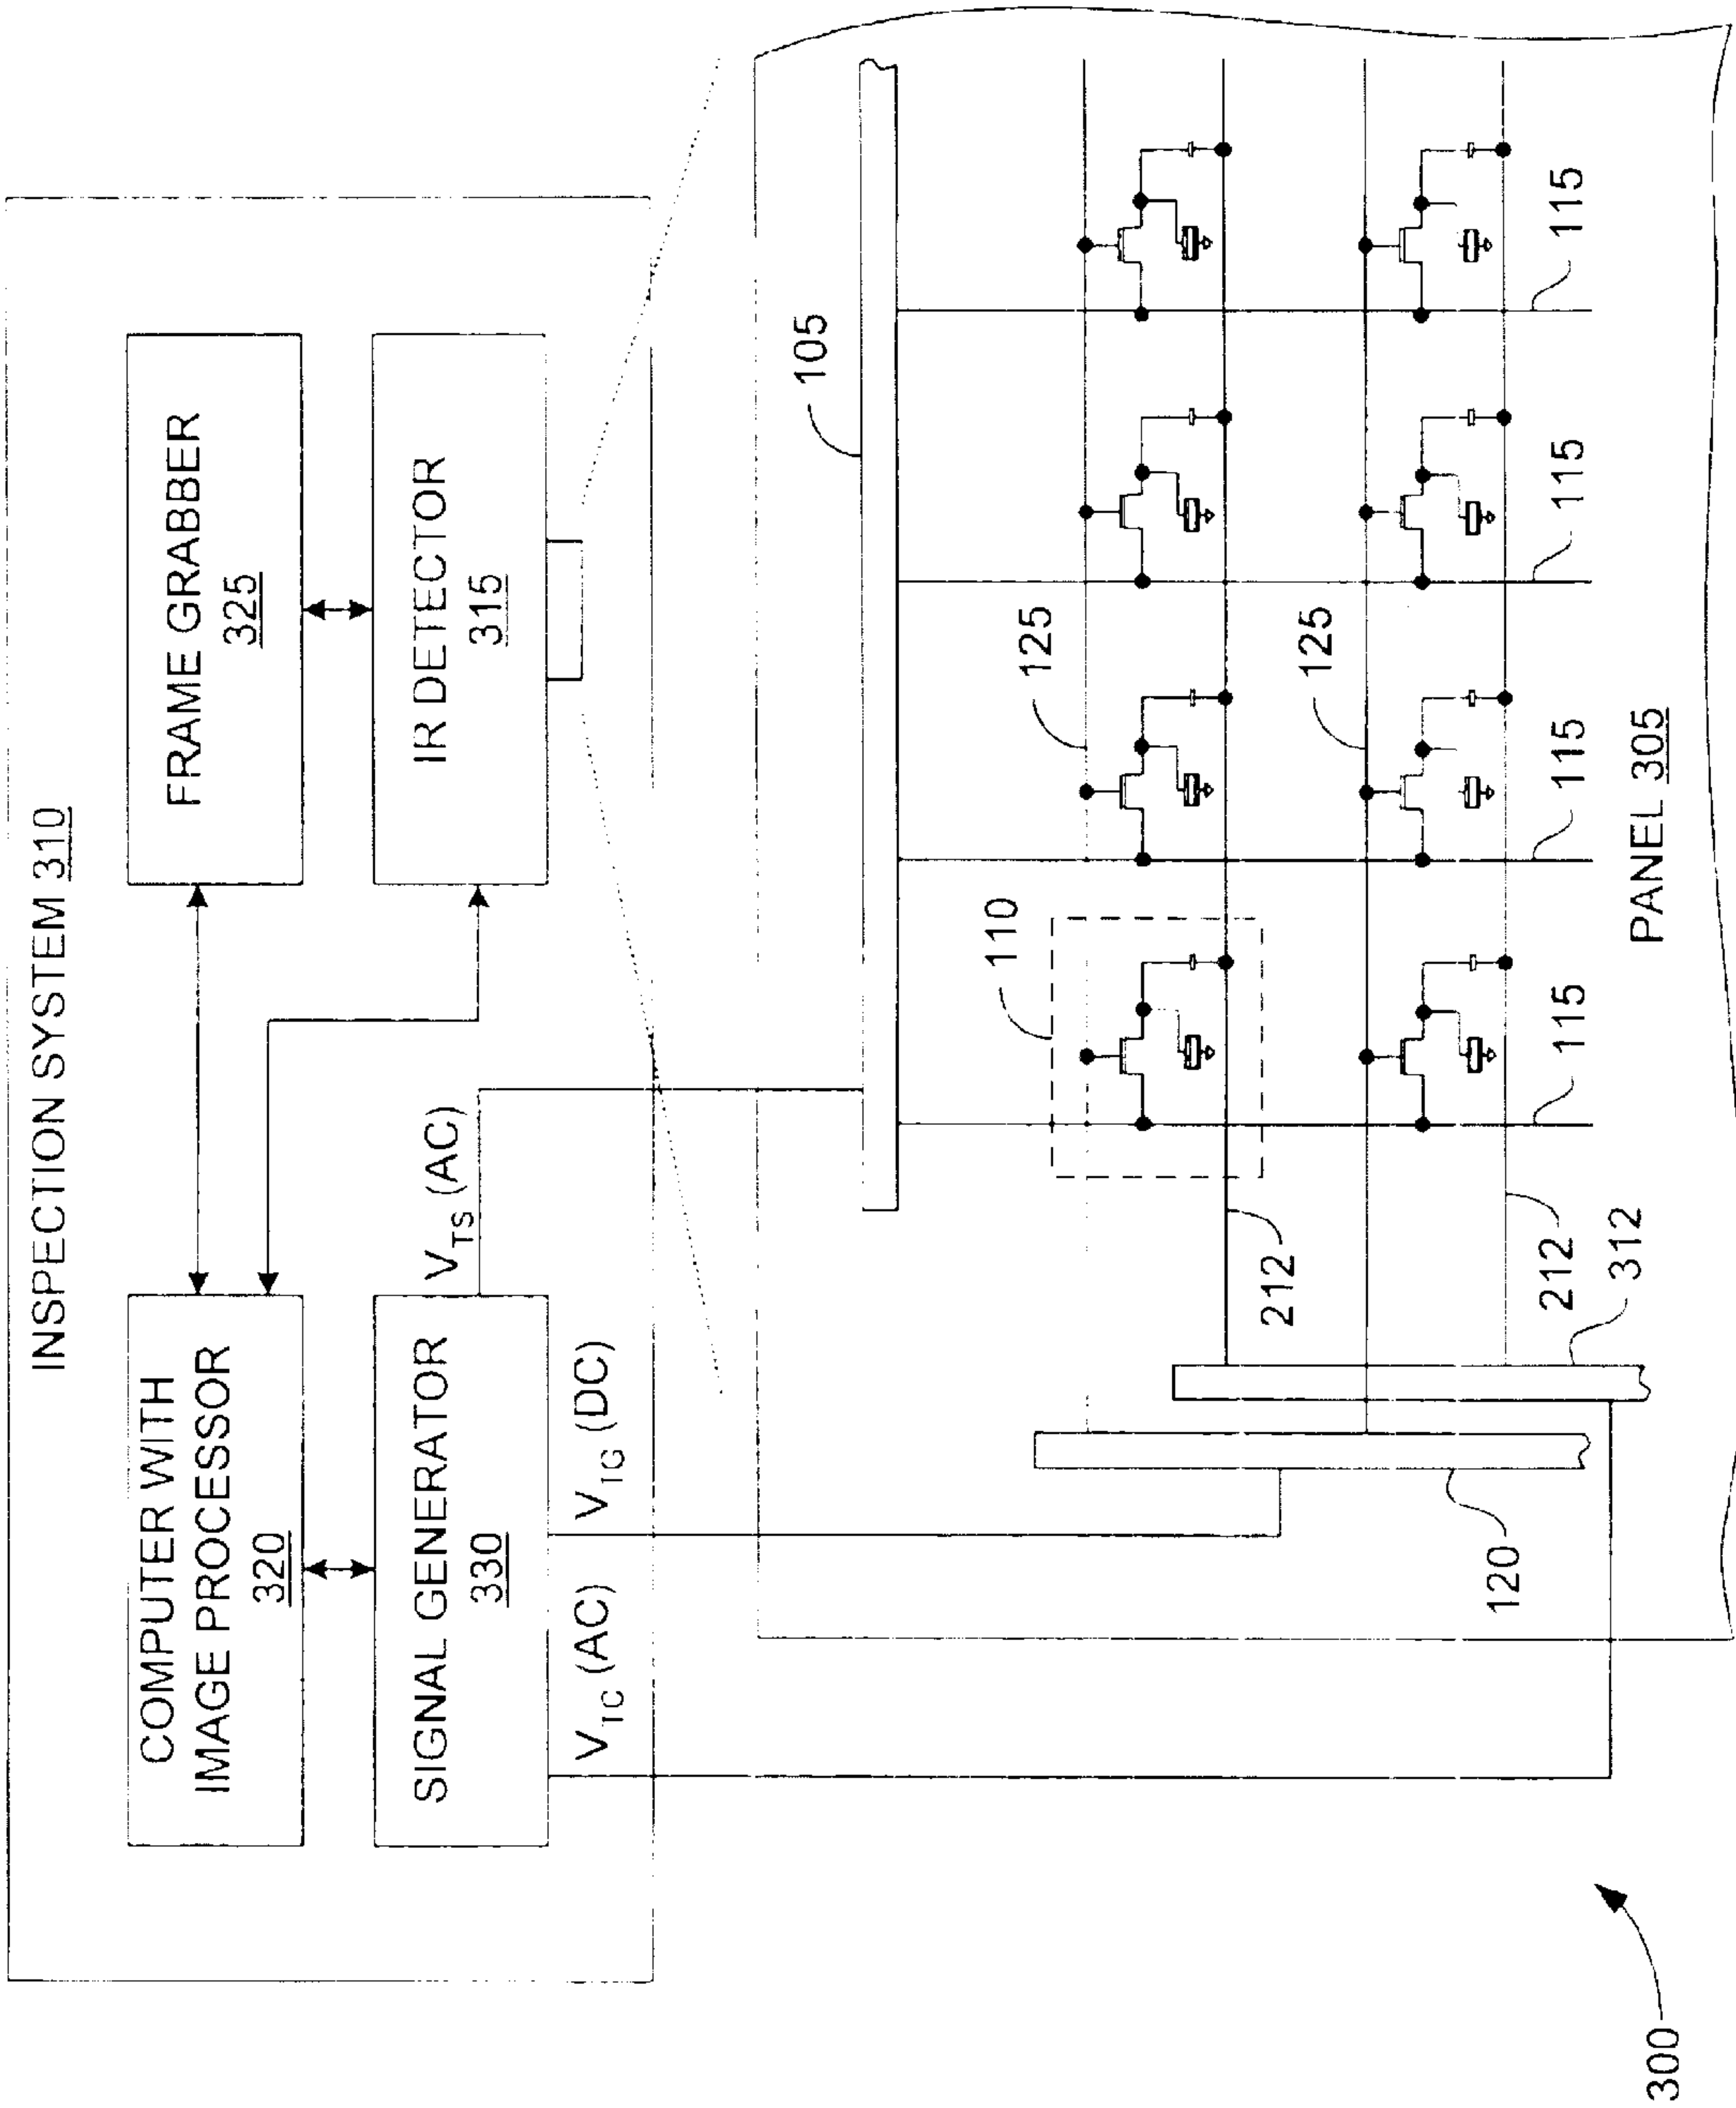 INSPECTION SYSTEM 310
COMPUTER WITH
IMAGE PROCESSOR
320
FRAME GRABBER
325
SIGNAL GENERATOR
330
IR DETECTOR
315
VTC (AC)
VTG (DC)
VTS (AC)
105
110
125
125
212
212
312
120
115
115
115
115
PANEL 305
300